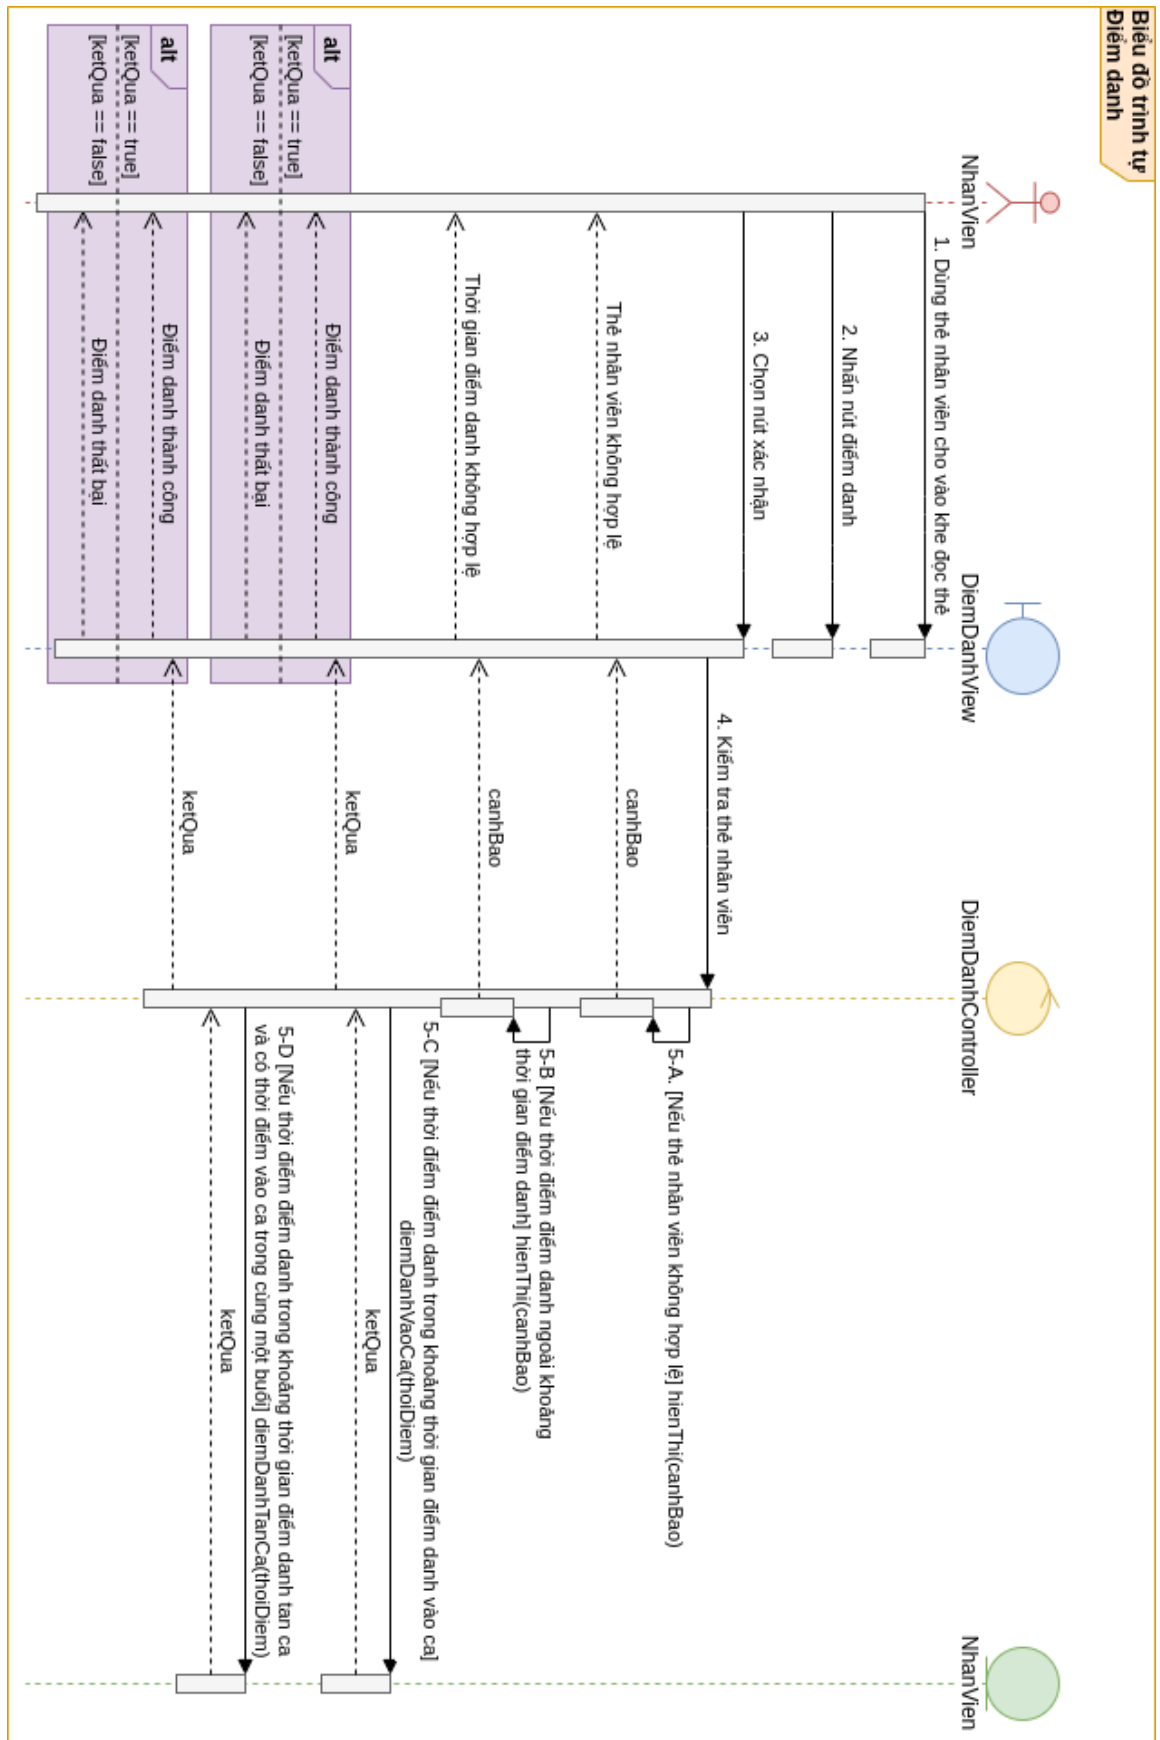 Biểu đồ trình tự
Điểm danh
NhanVien
DiemDanhView
DiemDanhController
NhanVien
1. Dùng thẻ nhân viên cho vào khe đọc thẻ
2. Nhấn nút điểm danh
3. Chọn nút xác nhận
4. Kiểm tra thẻ nhân viên
5-A. [Nếu thẻ nhân viên không hợp lệ] hienThi(canhBao)
canhBao
Thẻ nhân viên không hợp lệ
5-B [Nếu thời điểm điểm danh ngoài khoảng
thời gian điểm danh] hienThi(canhBao)
canhBao
Thời gian điểm danh không hợp lệ
5-C [Nếu thời điểm điểm danh trong khoảng thời gian điểm danh vào ca]
diemDanhVaoCa(thoiDiem)
ketQua
ketQua
alt
[ketQua == true]
Điểm danh thành công
[ketQua == false]
Điểm danh thất bại
5-D [Nếu thời điểm điểm danh trong khoảng thời gian điểm danh tan ca
và có thời điểm vào ca trong cùng một buổi] diemDanhTanCa(thoiDiem)
ketQua
ketQua
alt
[ketQua == true]
Điểm danh thành công
[ketQua == false]
Điểm danh thất bại